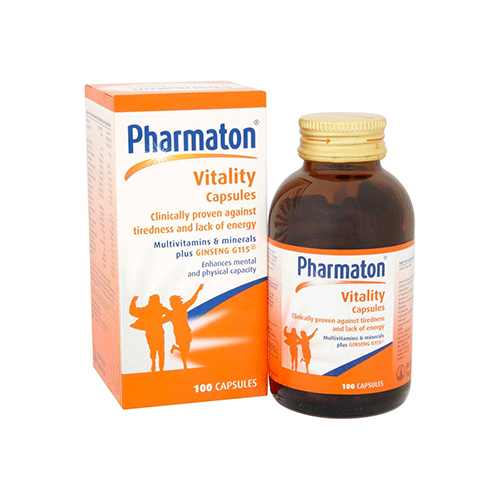 Pharmaton®
Vitality
Capsules
Clinically proven against
tiredness and lack of energy
Multivitamins & minerals
plus GINSENG G115®
Enhances mental
and physical capacity
100 CAPSULES
Pharmaton®
Vitality
Capsules
Clinically proven against tiredness
and lack of energy
Multivitamins & minerals
plus GINSENG G115®
100 CAPSULES